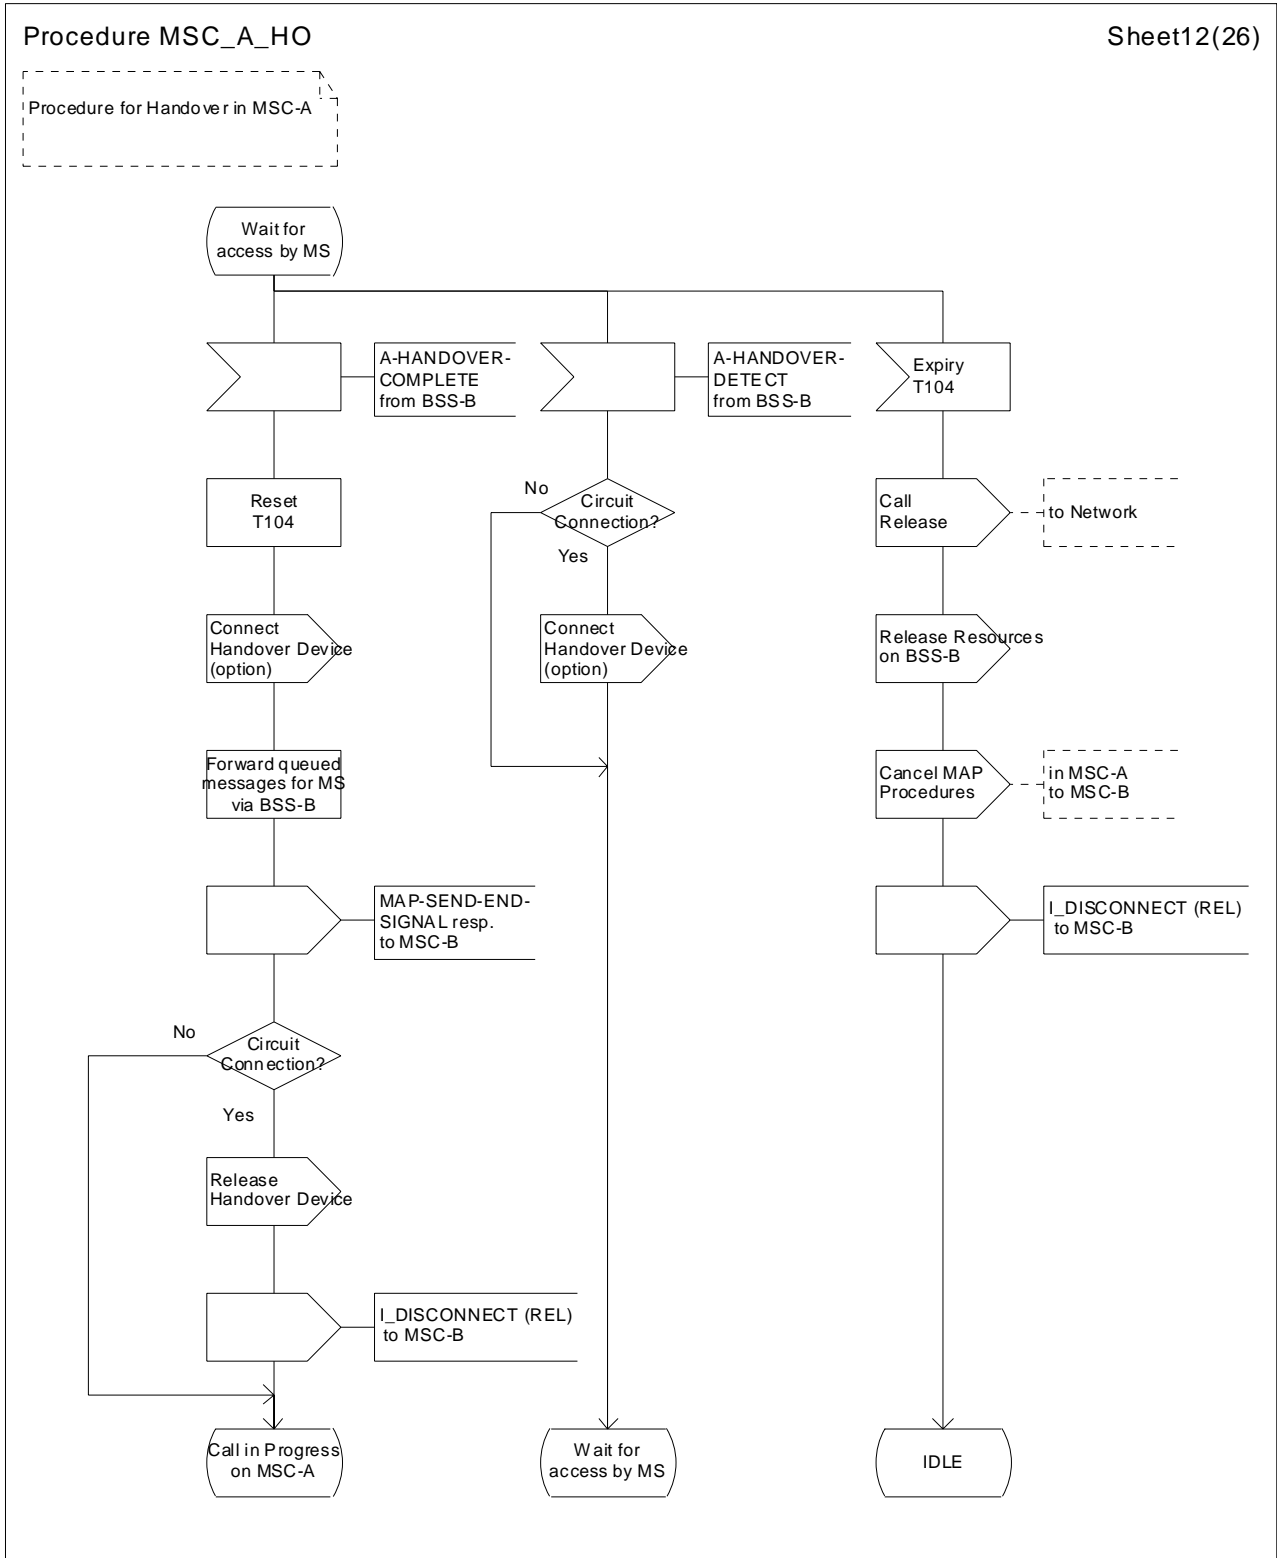 Procedure MSC_A_HO
Sheet12(26)
Procedure for Handover in MSC-A
Wait for
access by MS
A-HANDOVER-
COMPLETE
from BSS-B
A-HANDOVER-
DETECT
from BSS-B
Expiry
T104
Reset
T104
No
Circuit
Connection?
Yes
Call
Release
to Network
Connect
Handover Device
(option)
Connect
Handover Device
(option)
Release Resources
on BSS-B
Forward queued
messages for MS
via BSS-B
Cancel MAP
Procedures
in MSC-A
to MSC-B
MAP-SEND-END-
SIGNAL resp.
to MSC-B
I_DISCONNECT (REL)
to MSC-B
No
Circuit
Connection?
Yes
Release
Handover Device
I_DISCONNECT (REL)
to MSC-B
Call in Progress
on MSC-A
Wait for
access by MS
IDLE